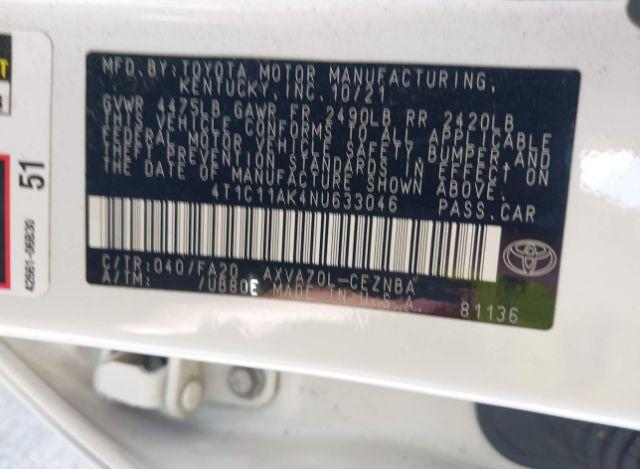 MFD.BY:TOYOTA MOTOR MANUFACTURING,
KENTUCKY,INC.10/21
GVWR 4475LB GAWR FR 2490LB RR 2420LB
THIS VEHICLE CONFORMS TO ALL APPLICABLE
FEDERAL MOTOR VEHICLE SAFETY, BUMPER,AND
THEFT PREVENTION STANDARDS IN EFFECT ON
THE DATE OF MANUFACTURE SHOWN ABOVE.
4T1C11AK4NU633046 PASS.CAR
C/TR:040/FA20 AXVA70L-CEZNBA
A/TM: /U880E MADE IN U.S.A.
81136
51
42661-06B30